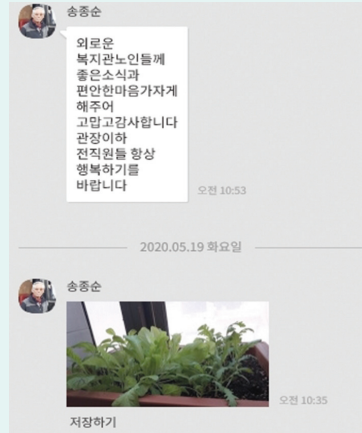 송종순
외로운
복지관노인들께
좋은소식과
편안한마음가자게
해주어
고맙고감사합니다
관장이하
전직원들 항상
행복하기를
바랍니다
오전 10:53
2020.05.19 화요일
송종순
오전 10:35
저장하기